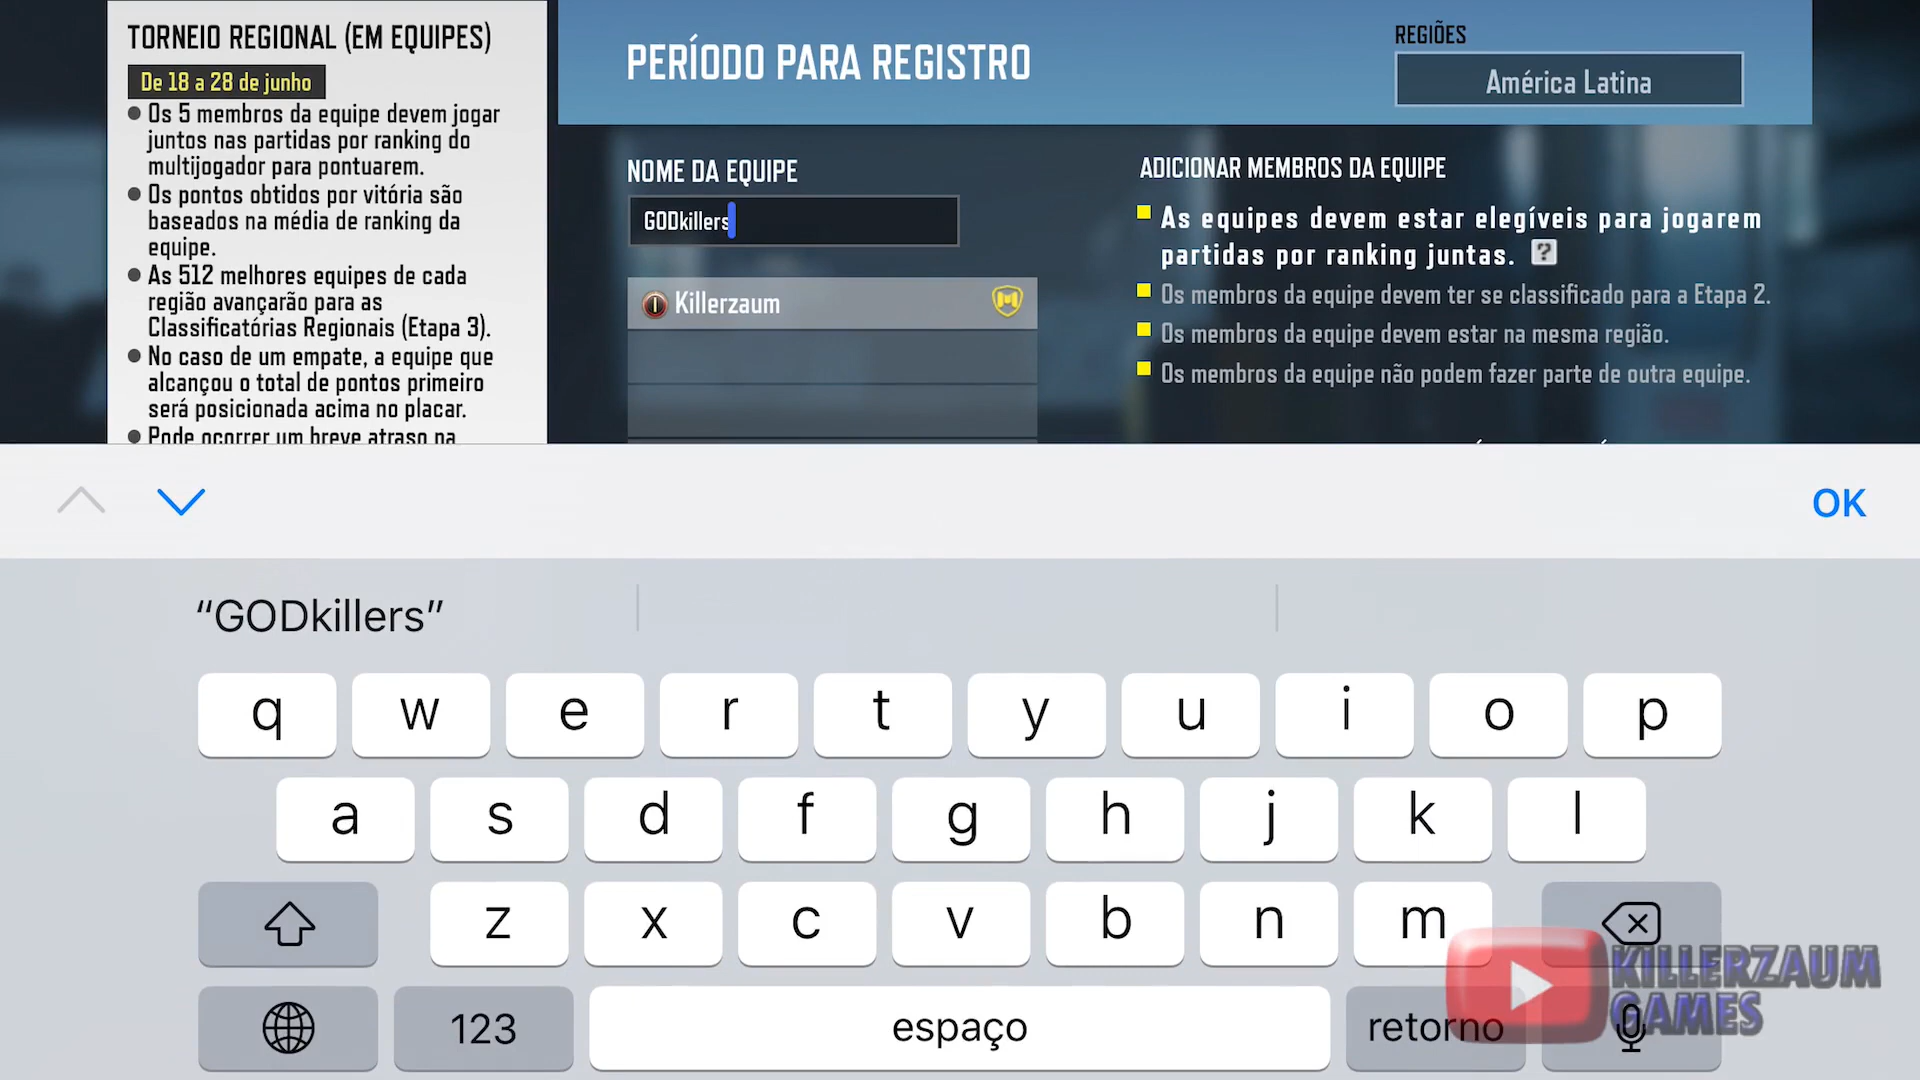 TORNEIO REGIONAL (EM EQUIPES)
De 18 a 28 de junho
Os 5 membros da equipe devem jogar
juntos nas partidas por ranking do
multijogador para pontuarem.
Os pontos obtidos por vitória são
baseados na média de ranking da
equipe.
As 512 melhores equipes de cada
região avançarão para as
Classificatórias Regionais (Etapa 3).
No caso de um empate, a equipe que
alcançou o total de pontos primeiro
será posicionada acima no placar.
Pode ocorrer um breve atraso na
PERÍODO PARA REGISTRO
REGIÕES
América Latina
NOME DA EQUIPE
GODkillers
Killerzaum
ADICIONAR MEMBROS DA EQUIPE
As equipes devem estar elegíveis para jogarem
partidas por ranking juntas. ?
Os membros da equipe devem ter se classificado para a Etapa 2.
Os membros da equipe devem estar na mesma região.
Os membros da equipe não podem fazer parte de outra equipe.
OK
“GODkillers”
q w e r t y u i o p
a s d f g h j k l
z x c v b n m
123 espaço retorno
KILLERZAUM
GAMES